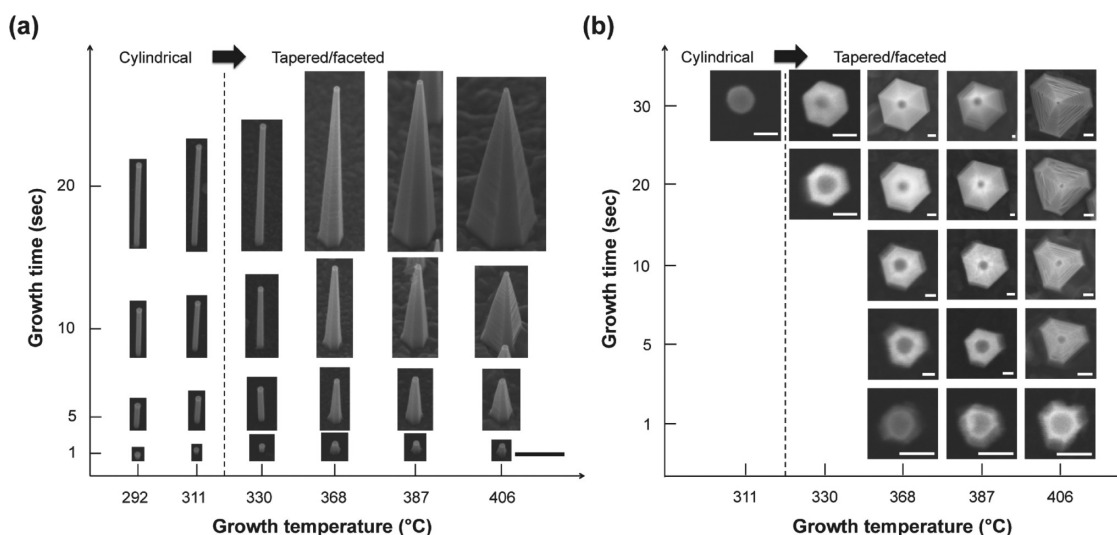 (a)
Cylindrical
Tapered/faceted
Growth time (sec)
20
10
5
1
292
311
330
368
387
406
Growth temperature (°C)
(b)
Cylindrical
Tapered/faceted
Growth time (sec)
30
20
10
5
1
311
330
368
387
406
Growth temperature (°C)